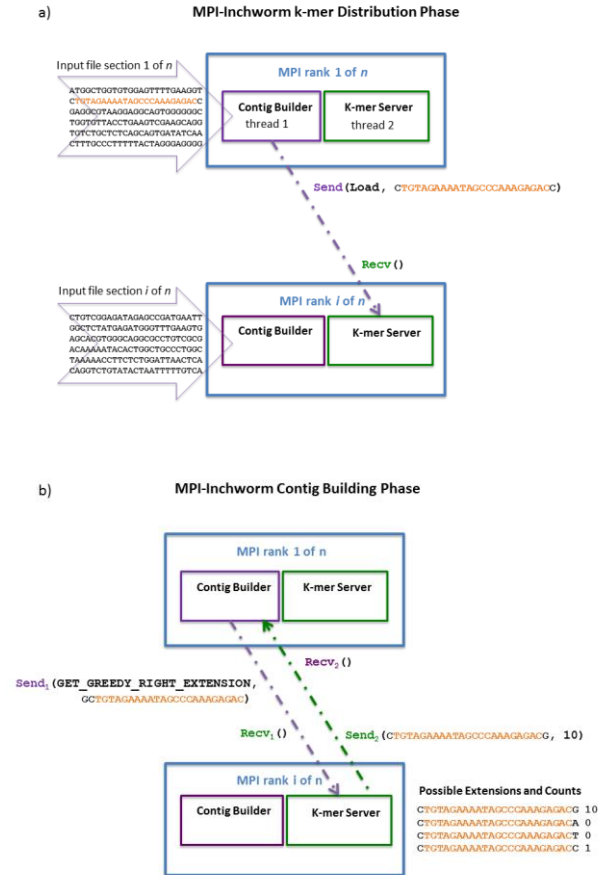 a)
MPI-Inchworm k-mer Distribution Phase
Input file section 1 of n
ATGGCTGGTGTGGAGTTTTGAAGGT
CTGTAGAAAATAGCCCAAAGAGACC
GAGGCGTAAGGAGGCAGTGGGGGGC
TGGTGTTACCTGAAGTCGAAGCAGG
TGTCTGCTCTCAGCAGTGATATCAA
CTTTGCCCTTTTTACTAGGGAGGGG
MPI rank 1 of n
Contig Builder
thread 1
K-mer Server
thread 2
Send(Load, CTGTAGAAAATAGCCCAAAGAGACC)
Recv()
Input file section i of n
CTGTCGGAGATAGAGCCGATGAATT
GGCTCTATGAGATGGGTTTGAAGTG
AGCACGTGGGCAGGCGCCTGTCGCG
ACAAAAATACACTGGCTGCCCTGGC
TAAAAACCTTCTCTGGATTAACTCA
CAGGTCTGTATACTAATTTTTGTCA
MPI rank i of n
Contig Builder
K-mer Server
b)
MPI-Inchworm Contig Building Phase
MPI rank 1 of n
Contig Builder
K-mer Server
Recv2()
Send1(GET_GREEDY_RIGHT_EXTENSION,
GCTGTAGAAAATAGCCCAAAGAGAC)
Recv1()
Send2(CTGTAGAAAATAGCCCAAAGAGACG, 10)
MPI rank i of n
Contig Builder
K-mer Server
Possible Extensions and Counts
CTGTAGAAAATAGCCCAAAGAGACG 10
CTGTAGAAAATAGCCCAAAGAGACA 0
CTGTAGAAAATAGCCCAAAGAGACT 0
CTGTAGAAAATAGCCCAAAGAGACC 1